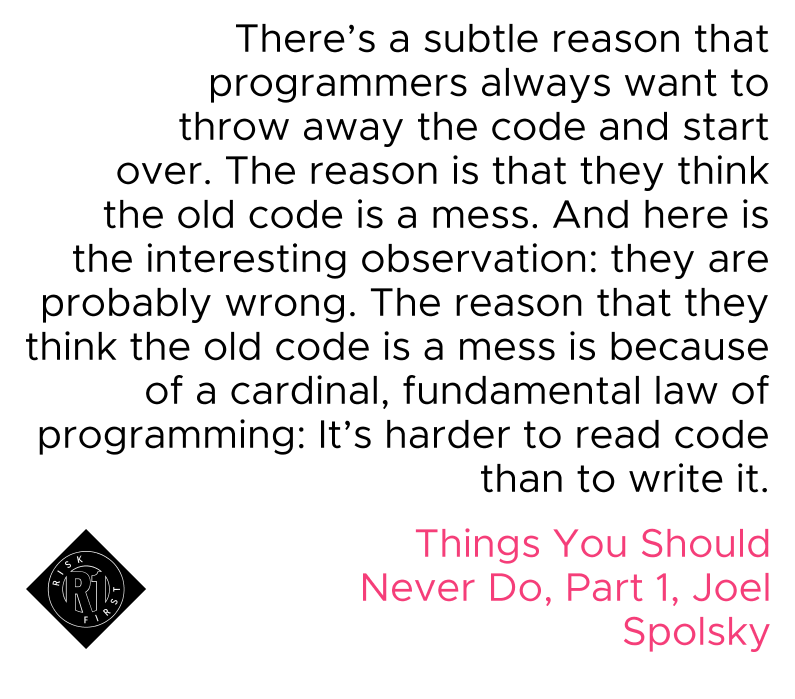 There’s a subtle reason that
programmers always want to
throw away the code and start
over. The reason is that they think
the old code is a mess. And here is
the interesting observation: they are
probably wrong. The reason that they
think the old code is a mess is because
of a cardinal, fundamental law of
programming: It’s harder to read code
than to write it.
Things You Should
Never Do, Part 1, Joel
Spolsky
RISK
R1
FIRST